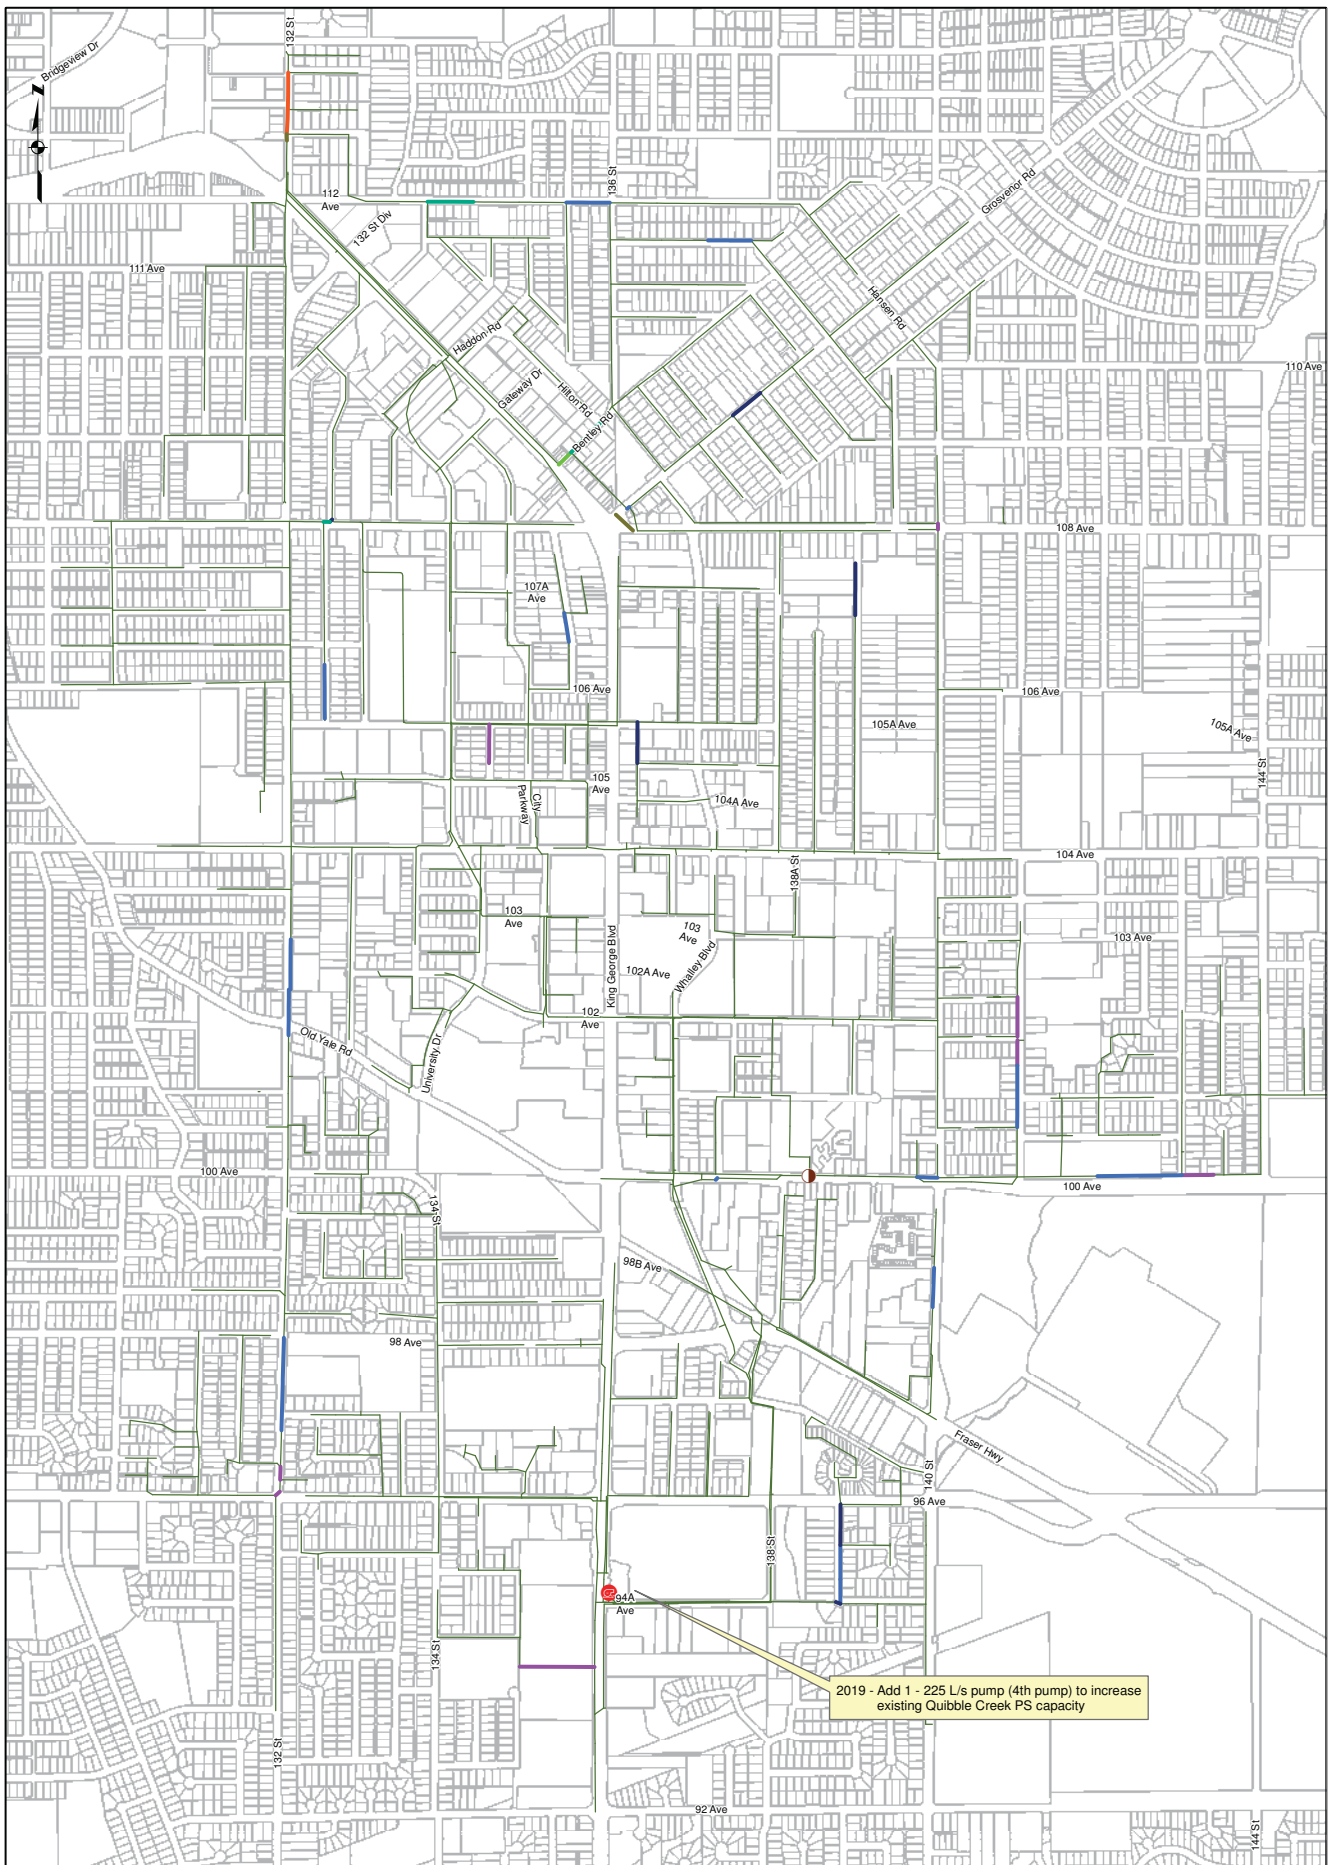 132 St
Bridgeview Dr
N
136 St
Grosvenor Rd
112
Ave
132 St Div
111 Ave
Hansen Rd
Haddon Rd
110 Ave
Gateway Dr
Hilton Rd
Bentley Rd
108 Ave
107A
Ave
106 Ave
106 Ave
105A Ave
105A Ave
144 St
105
Ave
City
Parkway
104A Ave
104 Ave
138A St
103
Ave
103
Ave
103 Ave
King George Blvd
102A Ave
Whalley Blvd
102
Ave
Old Yale Rd
University Dr
100 Ave
100 Ave
134 St
98B Ave
98 Ave
Fraser Hwy
140 St
96 Ave
138 St
94A
Ave
134 St
2019 - Add 1 - 225 L/s pump (4th pump) to increase
existing Quibble Creek PS capacity
132 St
92 Ave
144 St